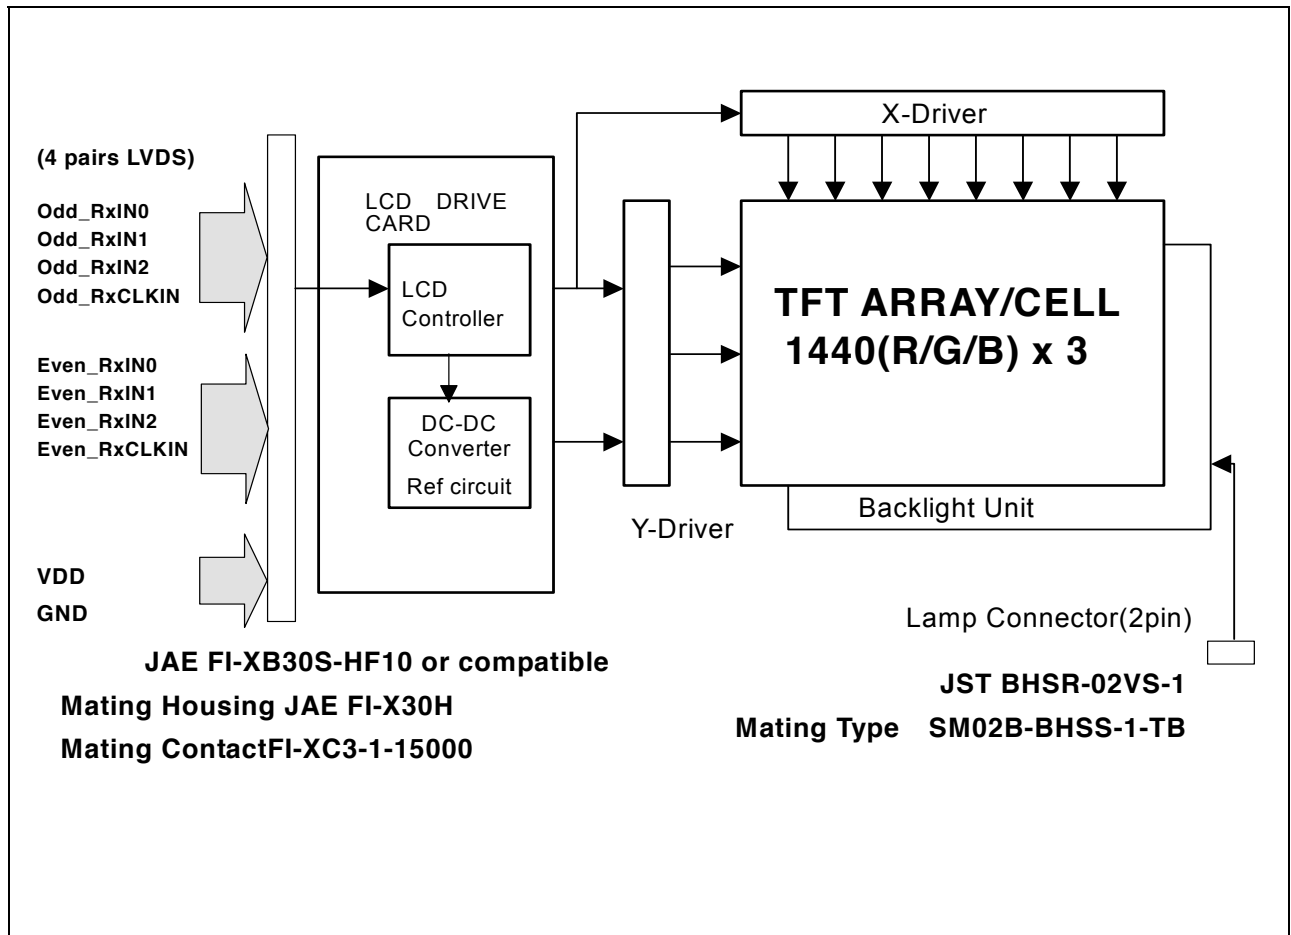 X-Driver
(4 pairs LVDS)
Odd_RxIN0
Odd_RxIN1
Odd_RxIN2
Odd_RxCLKIN
Even_RxIN0
Even_RxIN1
Even_RxIN2
Even_RxCLKIN
VDD
GND
LCD DRIVE
CARD
LCD
Controller
DC-DC
Converter
Ref circuit
Y-Driver
TFT ARRAY/CELL
1440(R/G/B) x 3
Backlight Unit
Lamp Connector(2pin)
JAE FI-XB30S-HF10 or compatible
Mating Housing JAE FI-X30H
Mating ContactFI-XC3-1-15000
JST BHSR-02VS-1
Mating Type SM02B-BHSS-1-TB